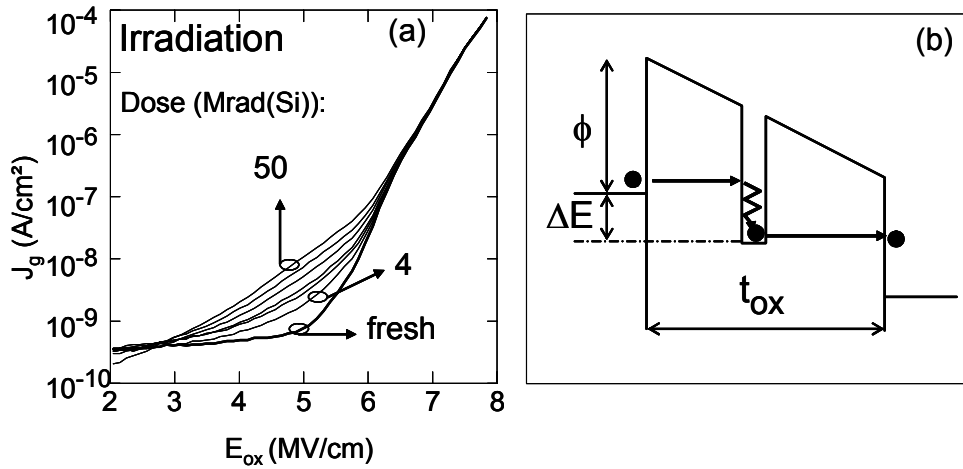 Irradiation
(a)
Dose (Mrad(Si)):
50
4
fresh
J_g (A/cm²)
10⁻⁴
10⁻⁵
10⁻⁶
10⁻⁷
10⁻⁸
10⁻⁹
10⁻¹⁰
2 3 4 5 6 7 8
E_ox (MV/cm)
(b)
ϕ
ΔE
t_ox